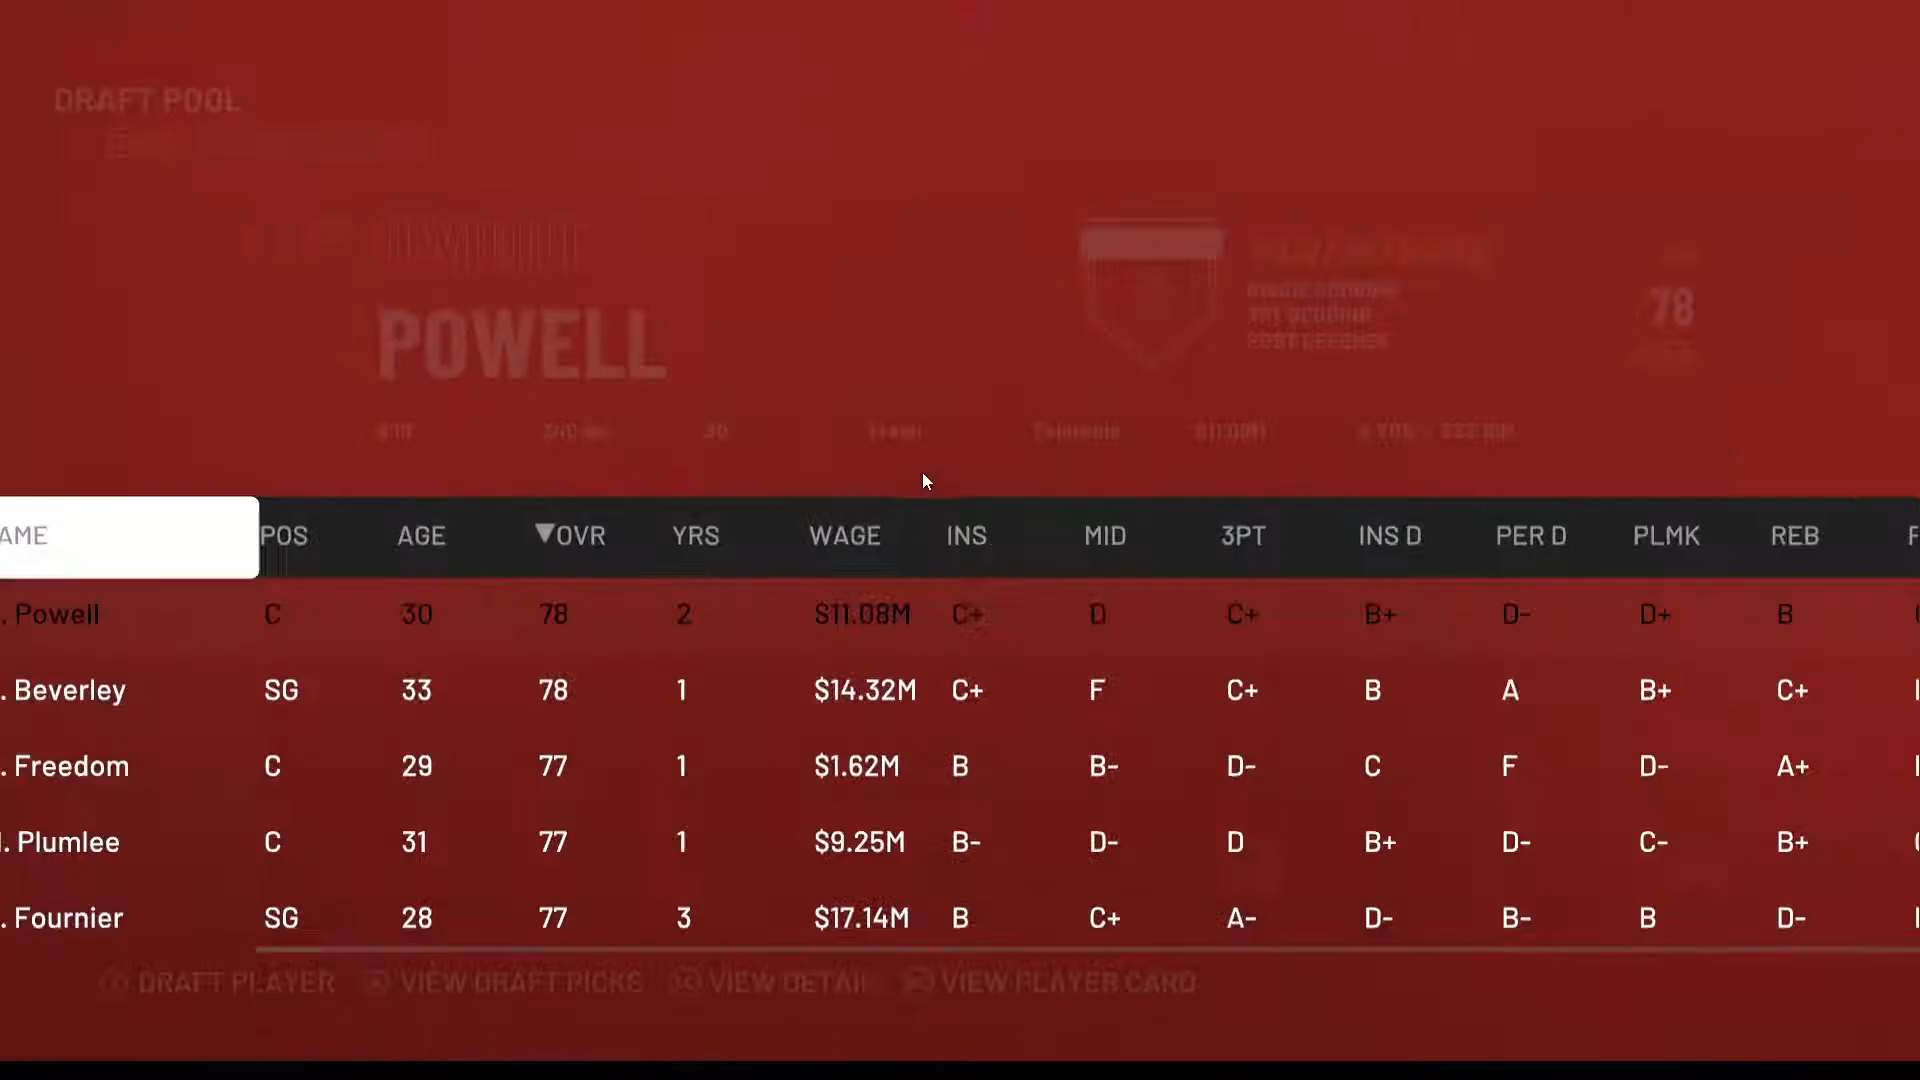 DRAFT POOL
POWELL
78
AME POS AGE ▼OVR YRS WAGE INS MID 3PT INS D PER D PLMK REB
. Powell C 30 78 2 $11.08M C+ D C+ B+ D- D+ B
. Beverley SG 33 78 1 $14.32M C+ F C+ B A B+ C+
. Freedom C 29 77 1 $1.62M B B- D- C F D- A+
. Plumlee C 31 77 1 $9.25M B- D- D B+ D- C- B+
. Fournier SG 28 77 3 $17.14M B C+ A- D- B- B D-
DRAFT PLAYER VIEW DRAFT PICKS VIEW DETAIL VIEW PLAYER CARD